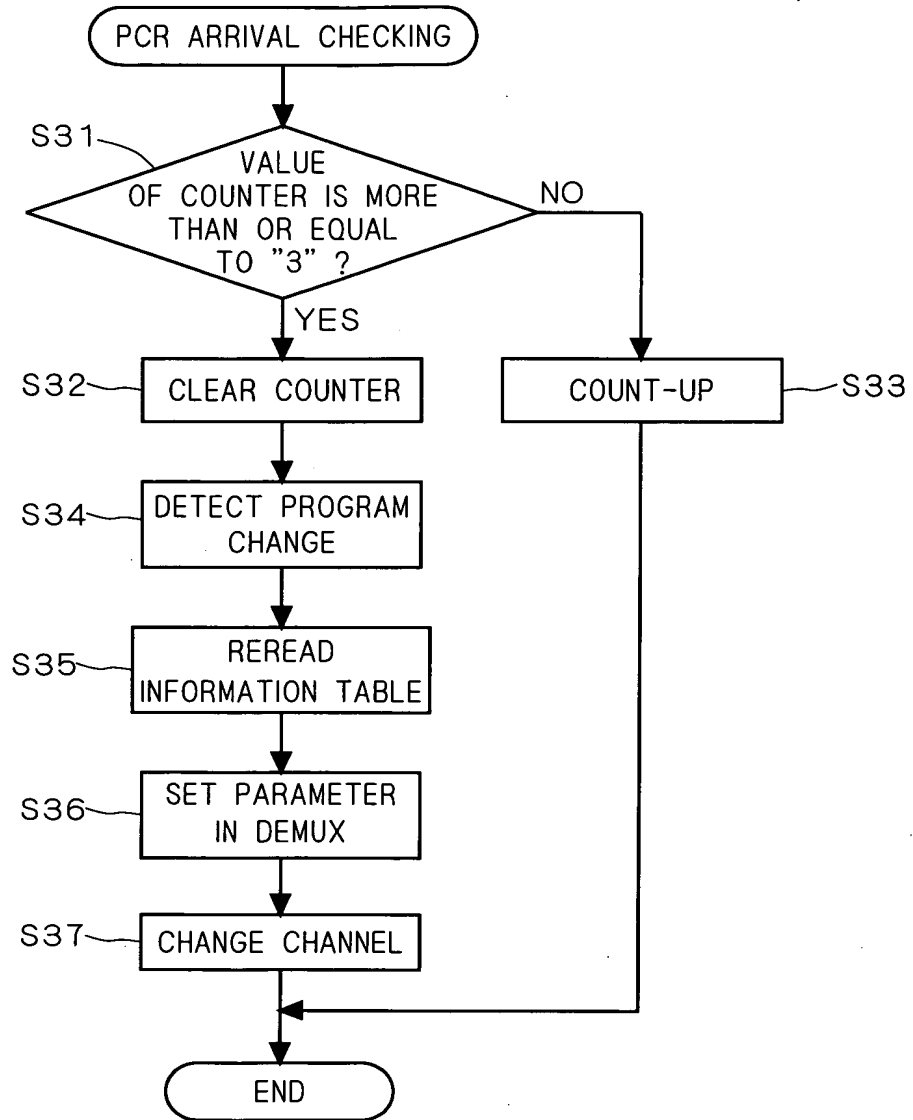 PCR ARRIVAL CHECKING
S31
VALUE
OF COUNTER IS MORE
THAN OR EQUAL
TO "3" ?
NO
YES
S32
CLEAR COUNTER
COUNT-UP
S33
S34
DETECT PROGRAM
CHANGE
S35
REREAD
INFORMATION TABLE
S36
SET PARAMETER
IN DEMUX
S37
CHANGE CHANNEL
END